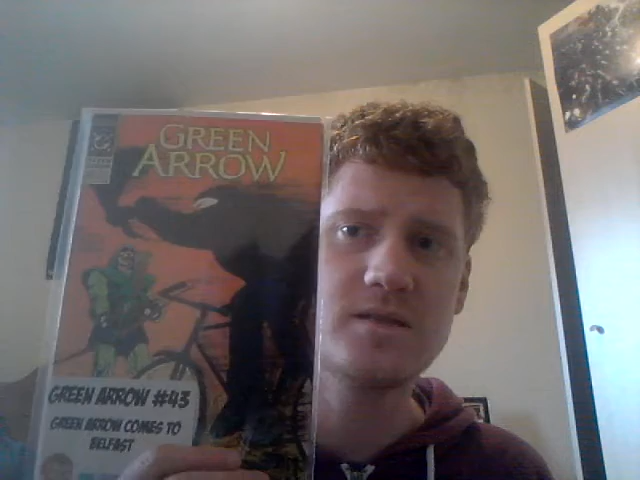 GREEN
ARROW
GREEN ARROW #43
GREEN ARROW COMES TO
BELFAST